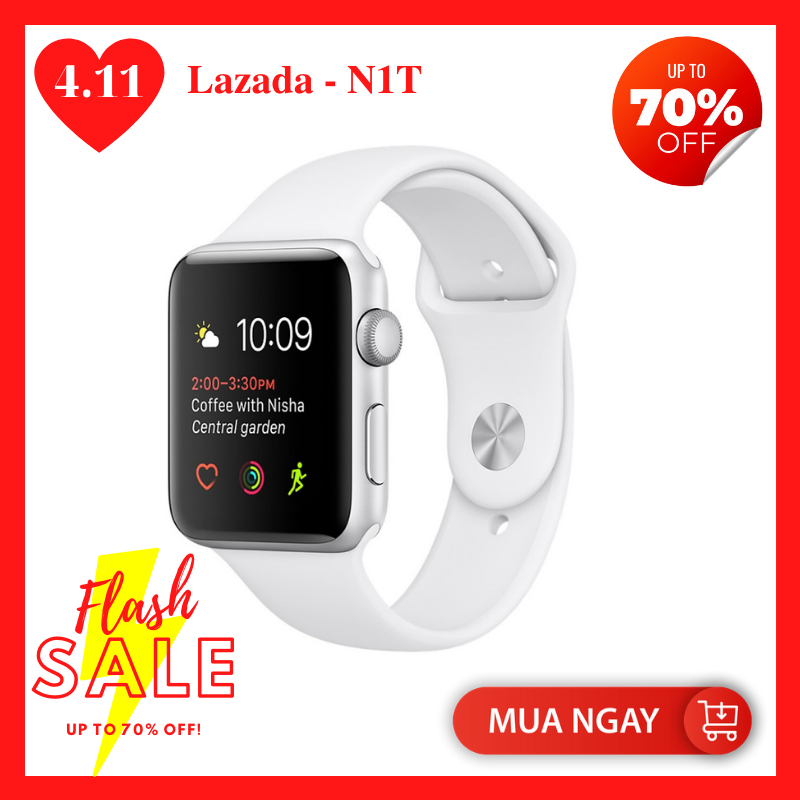 4.11
Lazada - N1T
UP TO
70%
OFF
10:09
2:00–3:30PM
Coffee with Nisha
Central garden
Flash
SALE
UP TO 70% OFF!
MUA NGAY